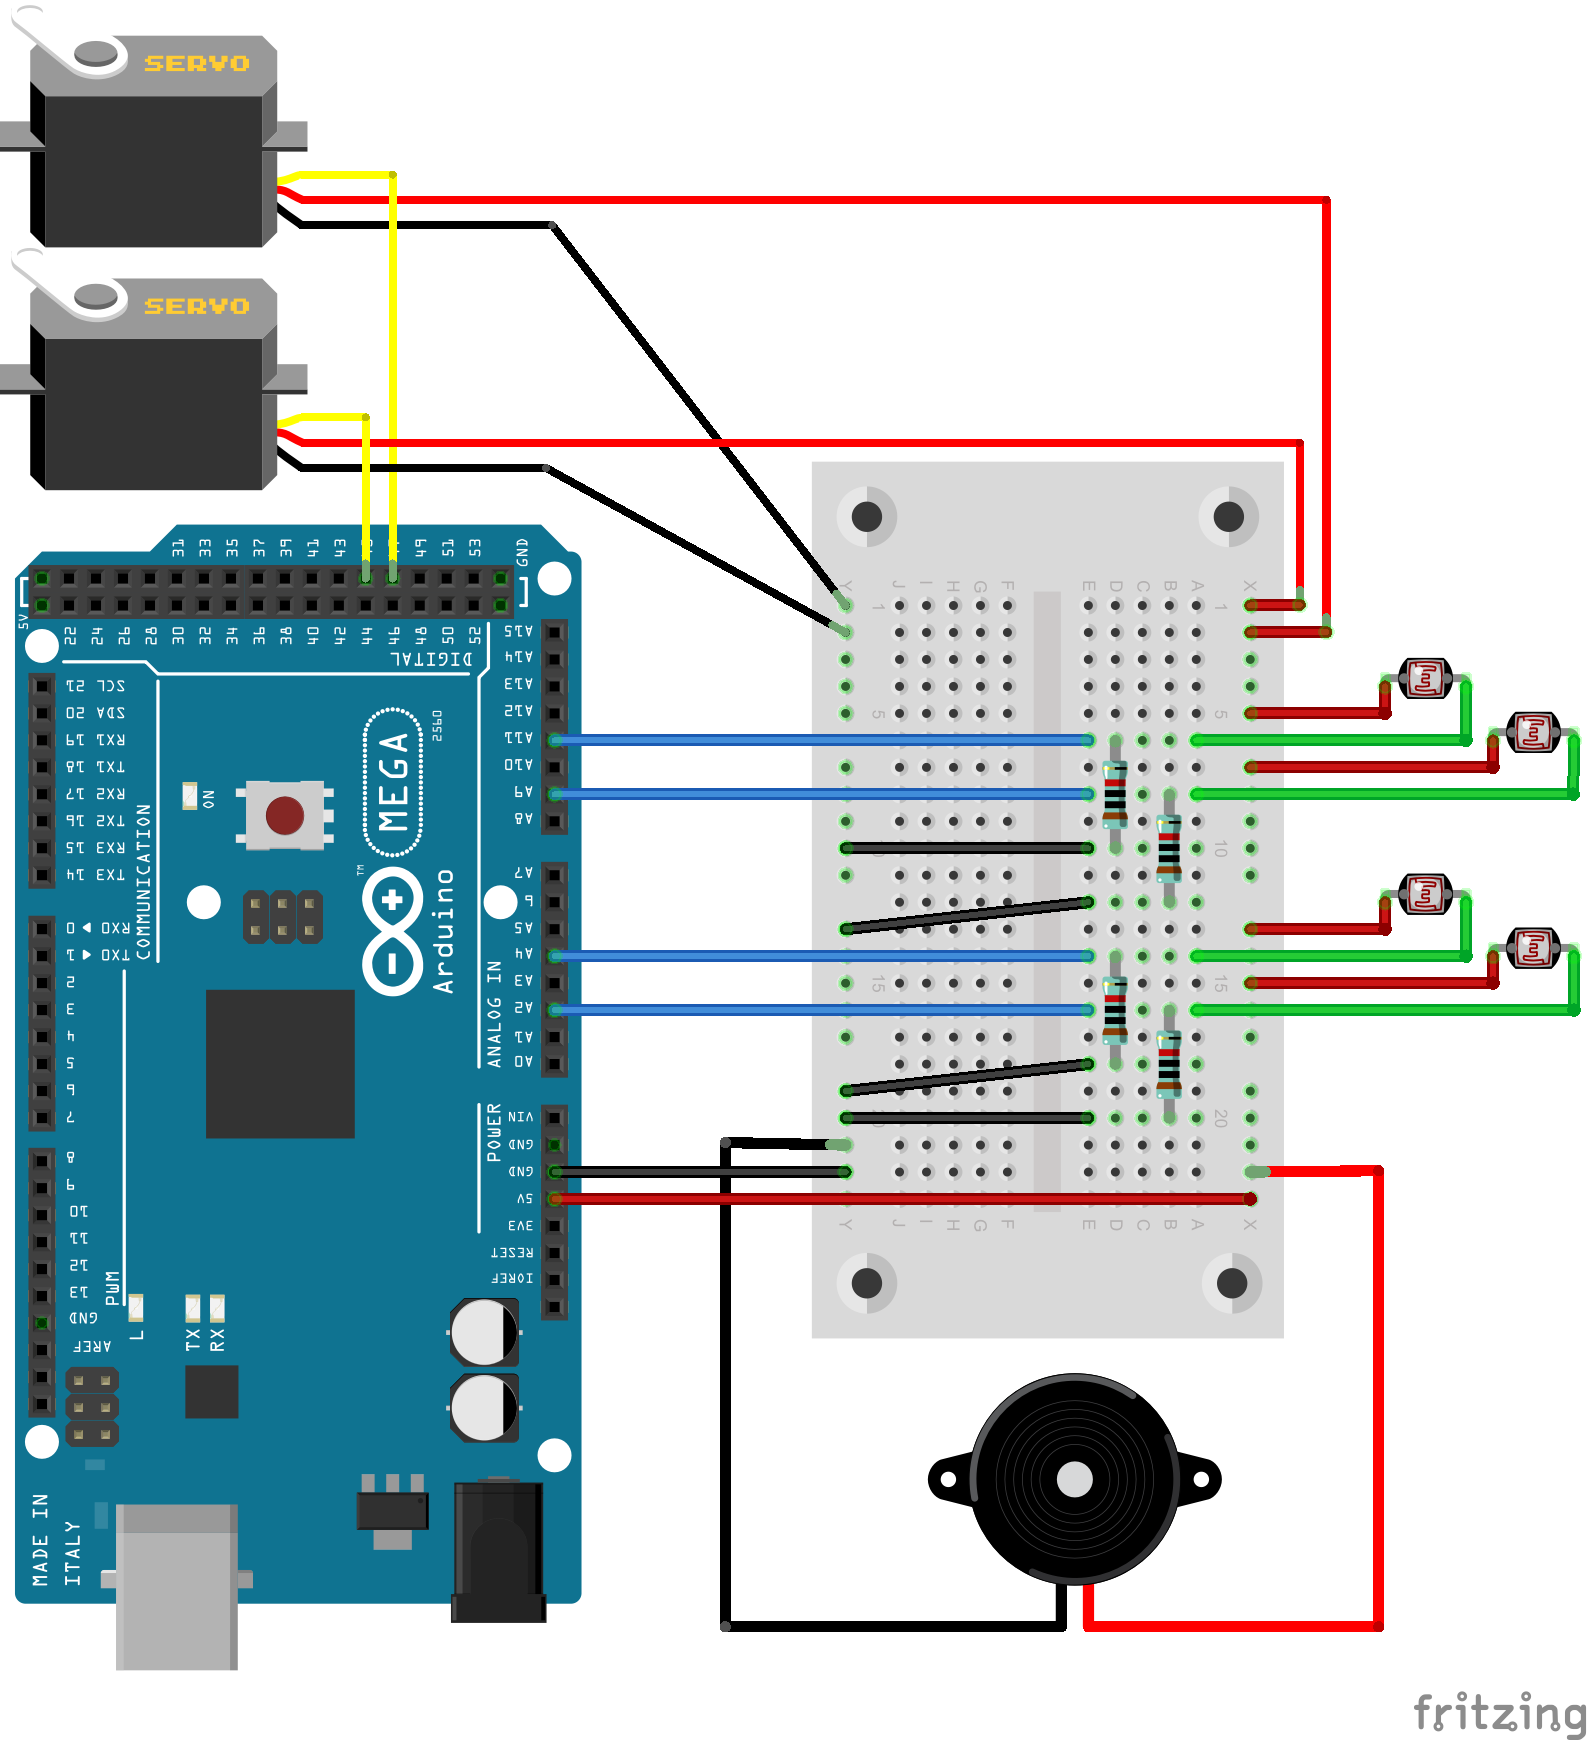 SERVO
SERVO
31 33 35 37 39 41 43 45 47 49 51 53 GND
5V 22 24 26 28 30 32 34 36 38 40 42 44 46 48 50 52
DIGITAL
A15
A14
A13
A12
A11
A10
A9
A8
A7
6
A5
A4
A3
A2
A1
A0
ANALOG IN
POWER
VIN
GND
GND
5V
3V3
RESET
IOREF
21 SCL
20 SDA
19 RX1
18 TX1
17 RX2
16 TX2
15 RX3
14 TX3
COMMUNICATION
0 ◀ RX0
1 ▶ TX0
2
3
4
5
6
7
8
9
10
11
12
13
GND
AREF
PWM
L
TX
RX
ON
MEGA
2560
TM
Arduino
MADE IN
ITALY
Y J I H G F E D C B A X
1 1
5 5
10
15
20
Y J I H G F E D C B A X
fritzing